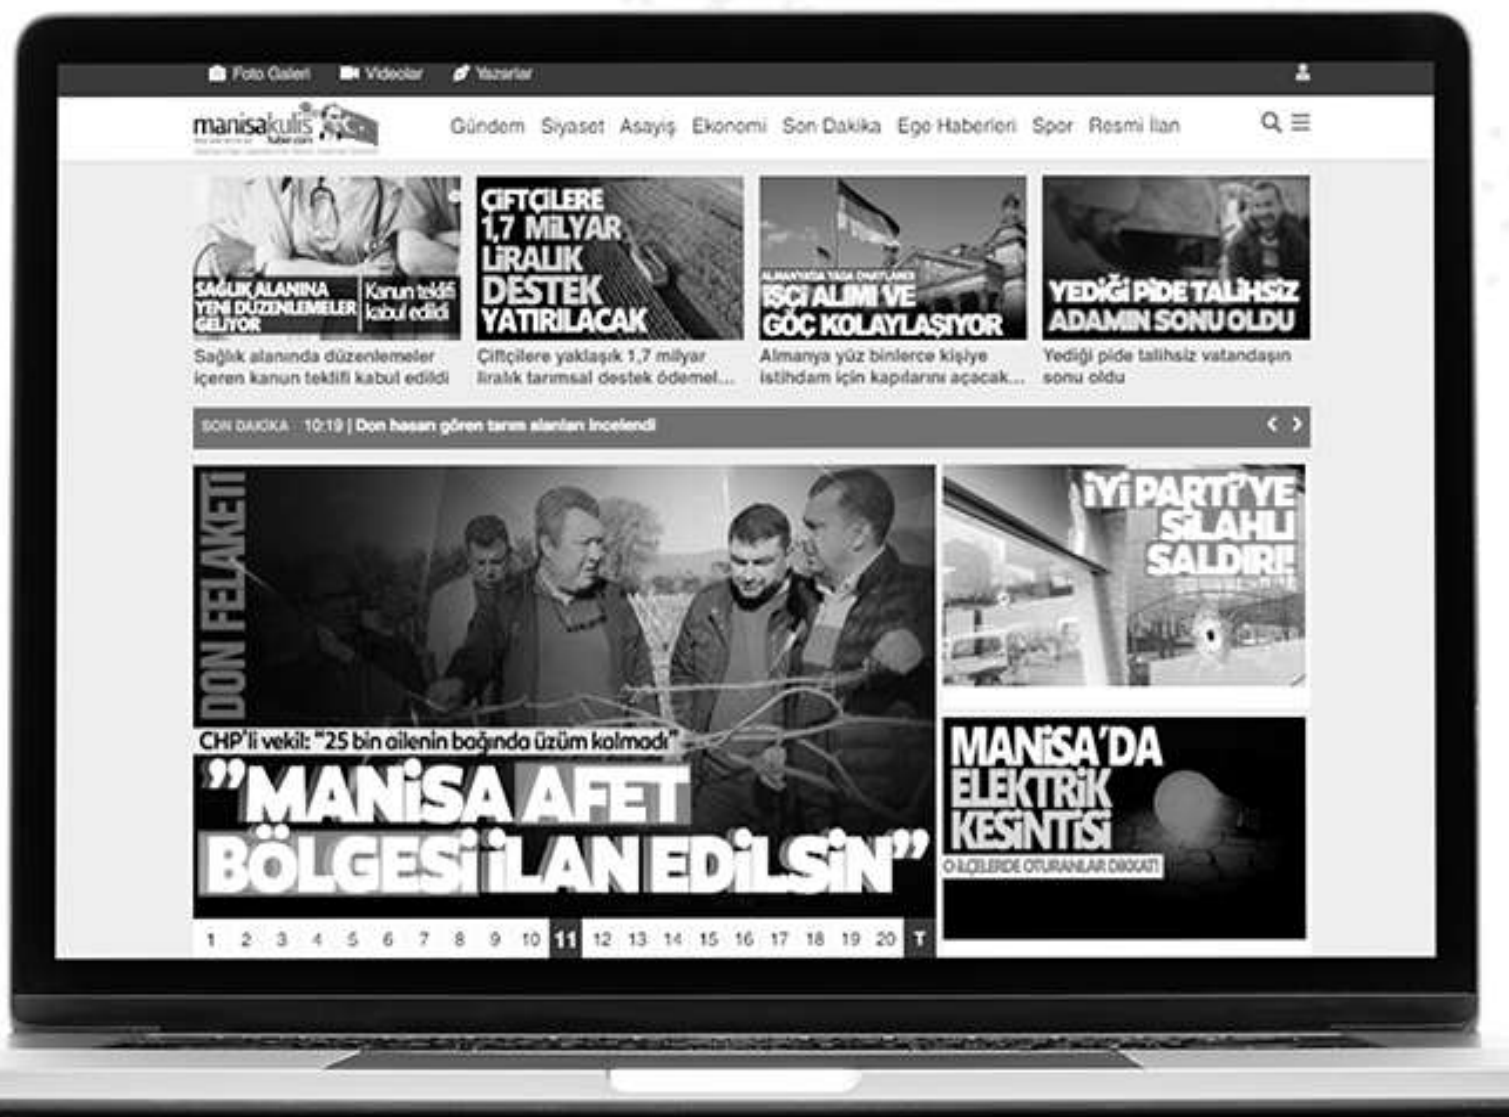 Foto Galeri Videolar Yazarlar
manisakulis
haber.com
Gündem Siyaset Asayiş Ekonomi Son Dakika Ege Haberleri Spor Resmi İlan
SAĞLIK ALANINA
YENİ DÜZENLEMELER
GELİYOR
Kanun teklifi
kabul edildi
Sağlık alanında düzenlemeler
içeren kanun teklifi kabul edildi
ÇİFTÇİLERE
1,7 MİLYAR
LİRALIK
DESTEK
YATIRILACAK
Çiftçilere yaklaşık 1,7 milyar
liralık tarımsal destek ödemel...
ALMANYA'DA YASA ONAYLANDI
İŞÇİ ALIMI VE
GÖÇ KOLAYLAŞIYOR
Almanya yüz binlerce kişiye
istihdam için kapılarını açacak...
YEDİĞİ PİDE TALİHSİZ
ADAMIN SONU OLDU
Yediği pide talihsiz vatandaşın
sonu oldu
SON DAKİKA 10:19 | Don hasarı gören tarım alanları incelendi
DON FELAKETİ
CHP'li vekil: "25 bin ailenin bağında üzüm kalmadı"
"MANİSA AFET
BÖLGESİ İLAN EDİLSİN"
1 2 3 4 5 6 7 8 9 10 11 12 13 14 15 16 17 18 19 20 T
İYİ PARTİ'YE
SİLAHLI
SALDIRI!
MANİSA'DA
ELEKTRİK
KESİNTİSİ
O İLÇELERDE OTURANLAR DİKKAT!